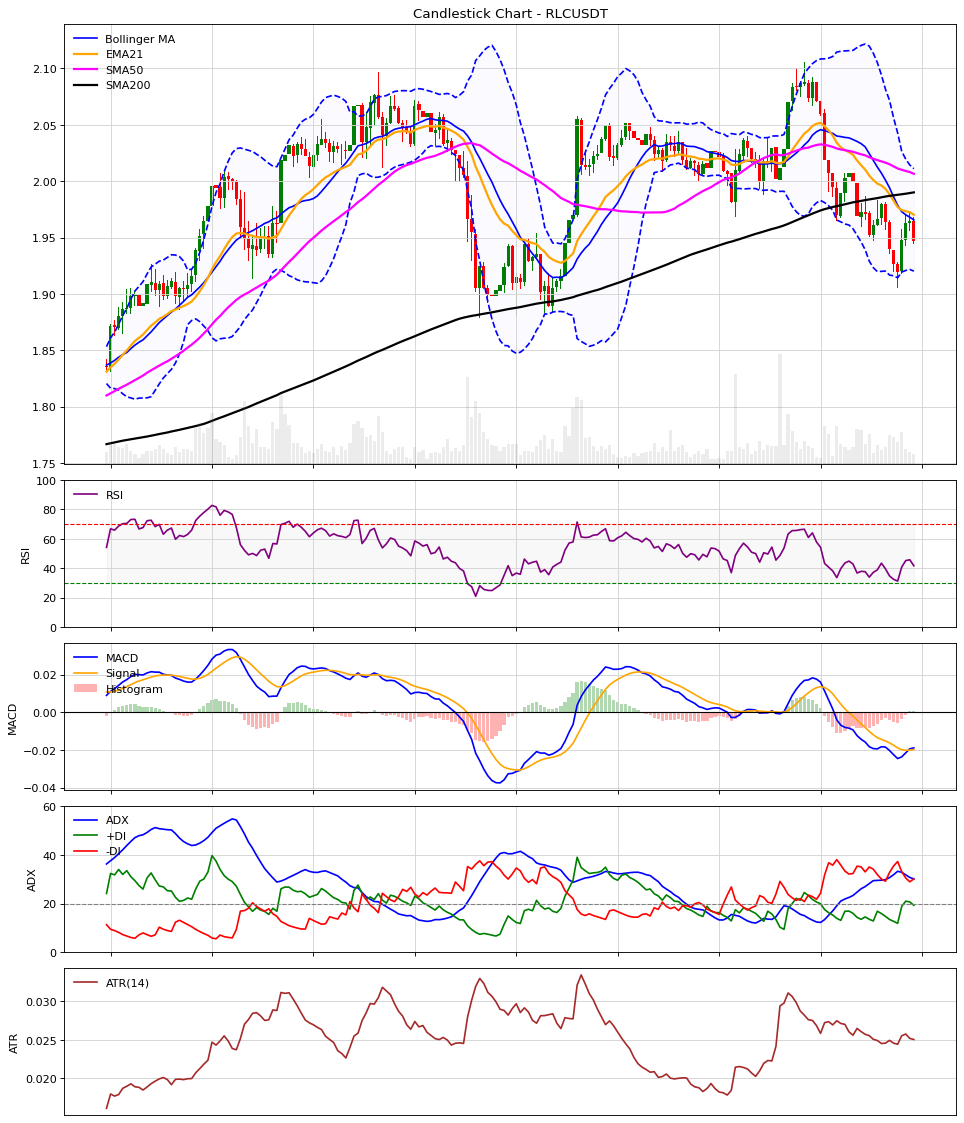 Candlestick Chart - RLCUSDT
Bollinger MA
EMA21
SMA50
SMA200
2.10
2.05
2.00
1.95
1.90
1.85
1.80
1.75
RSI
RSI
100
80
60
40
20
0
MACD
Signal
Histogram
MACD
0.02
0.00
−0.02
−0.04
ADX
+DI
-DI
ADX
60
40
20
0
ATR(14)
ATR
0.030
0.025
0.020